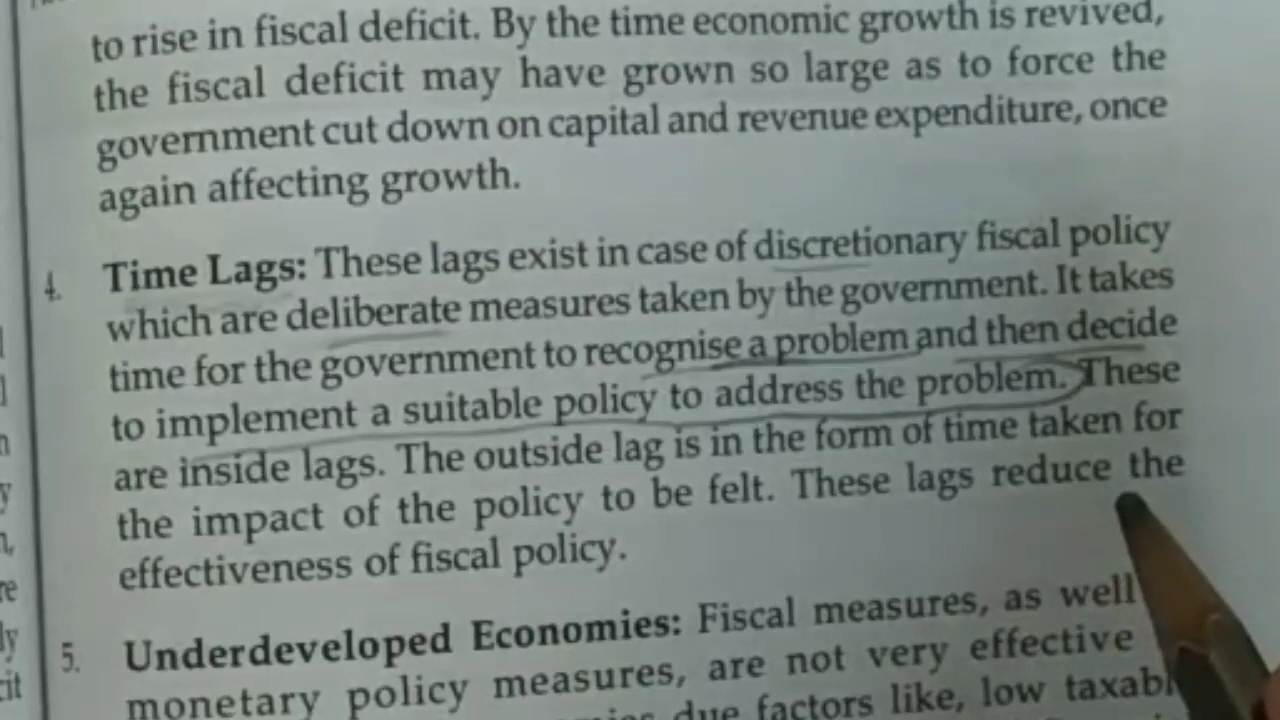 to rise in fiscal deficit. By the time economic growth is revived,
the fiscal deficit may have grown so large as to force the
government cut down on capital and revenue expenditure, once
again affecting growth.
4. Time Lags: These lags exist in case of discretionary fiscal policy
which are deliberate measures taken by the government. It takes
time for the government to recognise a problem and then decide
to implement a suitable policy to address the problem. These
are inside lags. The outside lag is in the form of time taken for
the impact of the policy to be felt. These lags reduce the
effectiveness of fiscal policy.
5. Underdeveloped Economies: Fiscal measures, as well
monetary policy measures, are not very effective
due factors like, low